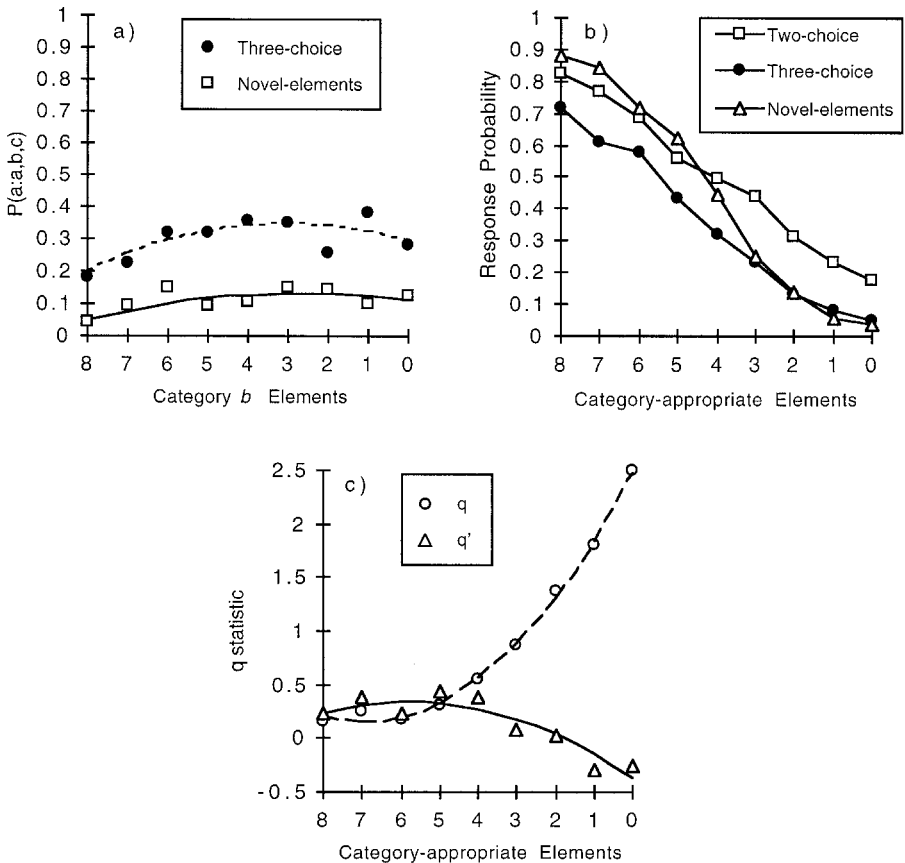 a)
Three-choice
Novel-elements
P(a:a,b,c)
1
0.9
0.8
0.7
0.6
0.5
0.4
0.3
0.2
0.1
0
8 7 6 5 4 3 2 1 0
Category b Elements
b)
Two-choice
Three-choice
Novel-elements
Response Probability
1
0.9
0.8
0.7
0.6
0.5
0.4
0.3
0.2
0.1
0
8 7 6 5 4 3 2 1 0
Category-appropriate Elements
c)
q
q'
q statistic
2.5
2
1.5
1
0.5
0
-0.5
8 7 6 5 4 3 2 1 0
Category-appropriate Elements